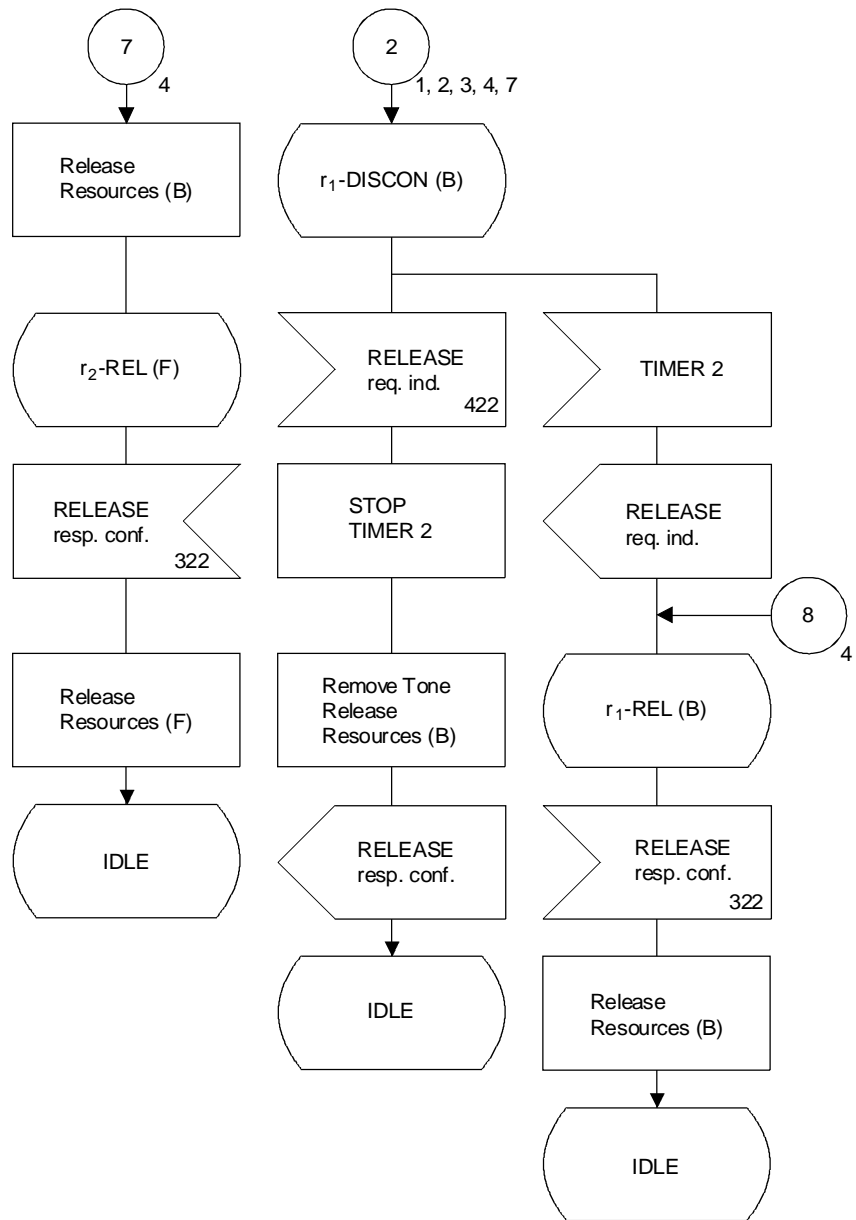 7
4
Release
Resources (B)
r2-REL (F)
RELEASE
resp. conf.
322
Release
Resources (F)
IDLE
2
1, 2, 3, 4, 7
r1-DISCON (B)
RELEASE
req. ind.
422
STOP
TIMER 2
Remove Tone
Release
Resources (B)
RELEASE
resp. conf.
IDLE
TIMER 2
RELEASE
req. ind.
8
4
r1-REL (B)
RELEASE
resp. conf.
322
Release
Resources (B)
IDLE